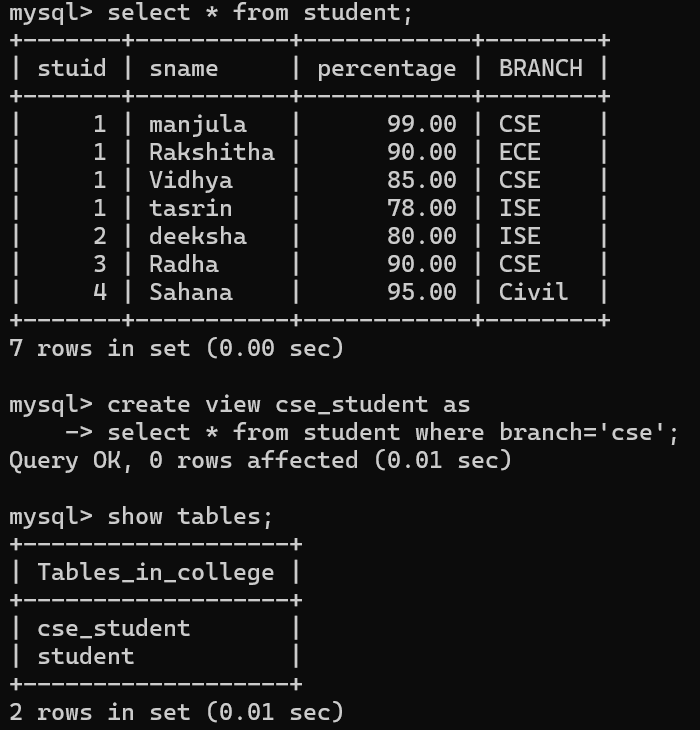 mysql> select * from student;
+-------+-----------+------------+--------+
| stuid | sname     | percentage | BRANCH |
+-------+-----------+------------+--------+
|     1 | manjula   |      99.00 | CSE    |
|     1 | Rakshitha |      90.00 | ECE    |
|     1 | Vidhya    |      85.00 | CSE    |
|     1 | tasrin    |      78.00 | ISE    |
|     2 | deeksha   |      80.00 | ISE    |
|     3 | Radha     |      90.00 | CSE    |
|     4 | Sahana    |      95.00 | Civil  |
+-------+-----------+------------+--------+
7 rows in set (0.00 sec)

mysql> create view cse_student as
    -> select * from student where branch='cse';
Query OK, 0 rows affected (0.01 sec)

mysql> show tables;
+-------------------+
| Tables_in_college |
+-------------------+
| cse_student       |
| student           |
+-------------------+
2 rows in set (0.01 sec)